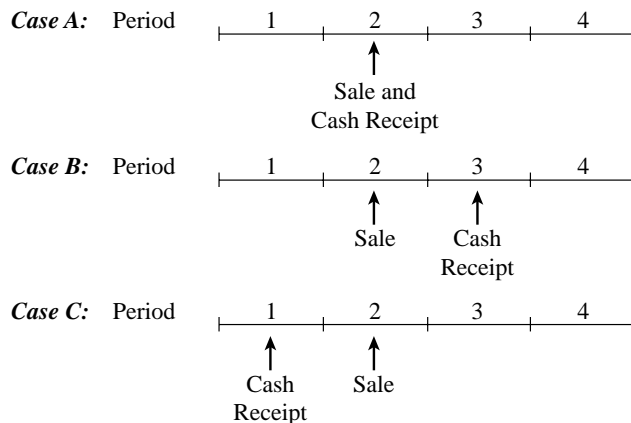 Case A: Period 1 2 3 4
Sale and
Cash Receipt
Case B: Period 1 2 3 4
Sale Cash
Receipt
Case C: Period 1 2 3 4
Cash Sale
Receipt